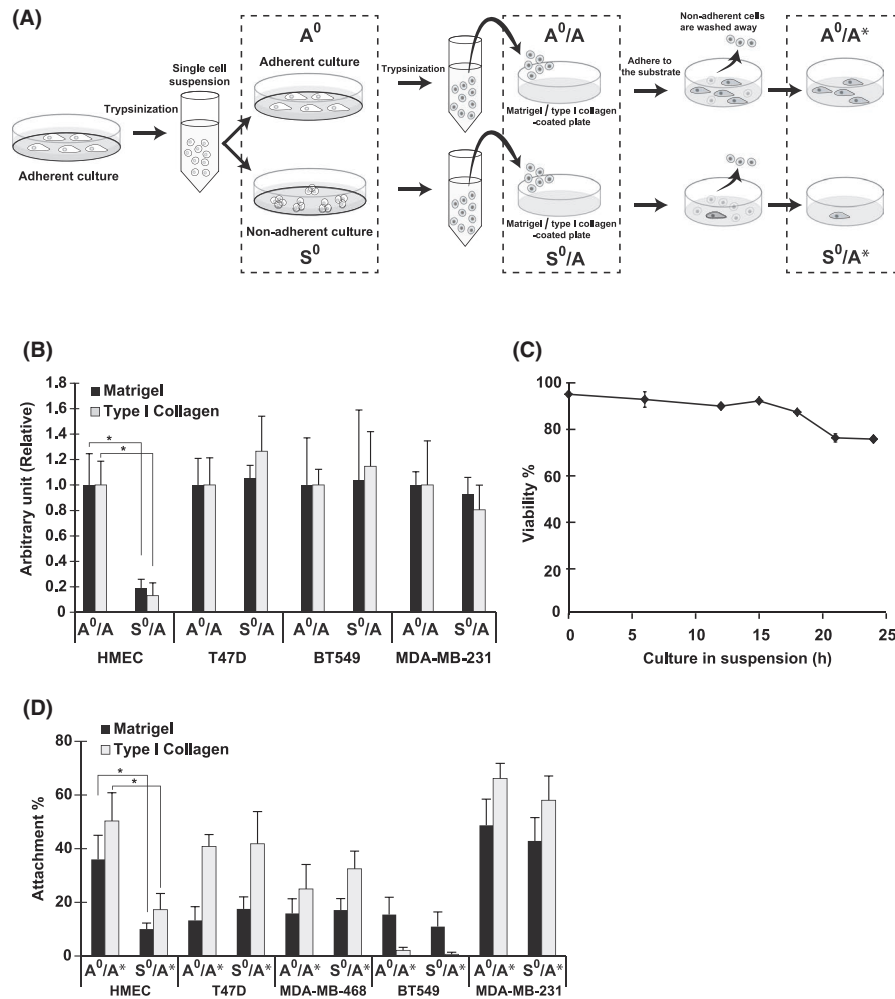 (A)
Adherent culture
Trypsinization
Single cell
suspension
A⁰
Adherent culture
Non-adherent culture
S⁰
Trypsinization
A⁰/A
Matrigel / type I collagen
-coated plate
Matrigel / type I collagen
-coated plate
S⁰/A
Adhere to
the substrate
Non-adherent cells
are washed away
A⁰/A*
S⁰/A*
(B)
Arbitrary unit (Relative)
1.8
1.6
1.4
1.2
1.0
0.8
0.6
0.4
0.2
0
Matrigel
Type I Collagen
*
*
A⁰/A S⁰/A A⁰/A S⁰/A A⁰/A S⁰/A A⁰/A S⁰/A
HMEC T47D BT549 MDA-MB-231
(C)
Viability %
100
80
60
40
20
0
0 5 10 15 20 25
Culture in suspension (h)
(D)
Attachment %
80
60
40
20
0
Matrigel
Type I Collagen
*
*
A⁰/A* S⁰/A* A⁰/A* S⁰/A* A⁰/A* S⁰/A* A⁰/A* S⁰/A* A⁰/A* S⁰/A*
HMEC T47D MDA-MB-468 BT549 MDA-MB-231